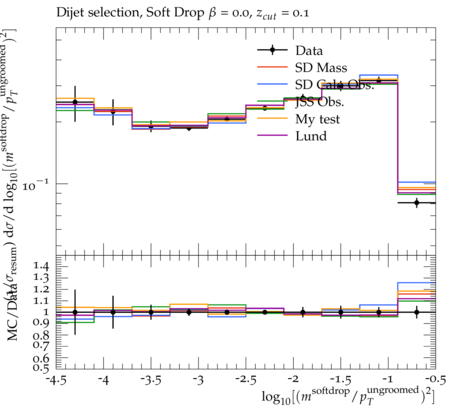 Dijet selection, Soft Drop β = 0.0, z_cut = 0.1
(1/σ_resum) dσ/d log₁₀[(m^softdrop/p_T^ungroomed)²]
Data
SD Mass
SD Calo Obs.
JSS Obs.
My test
Lund
10⁻¹
MC/Data
1.4
1.3
1.2
1.1
1
0.9
0.8
0.7
0.6
0.5
-4.5 -4 -3.5 -3 -2.5 -2 -1.5 -1 -0.5
log₁₀[(m^softdrop/p_T^ungroomed)²]